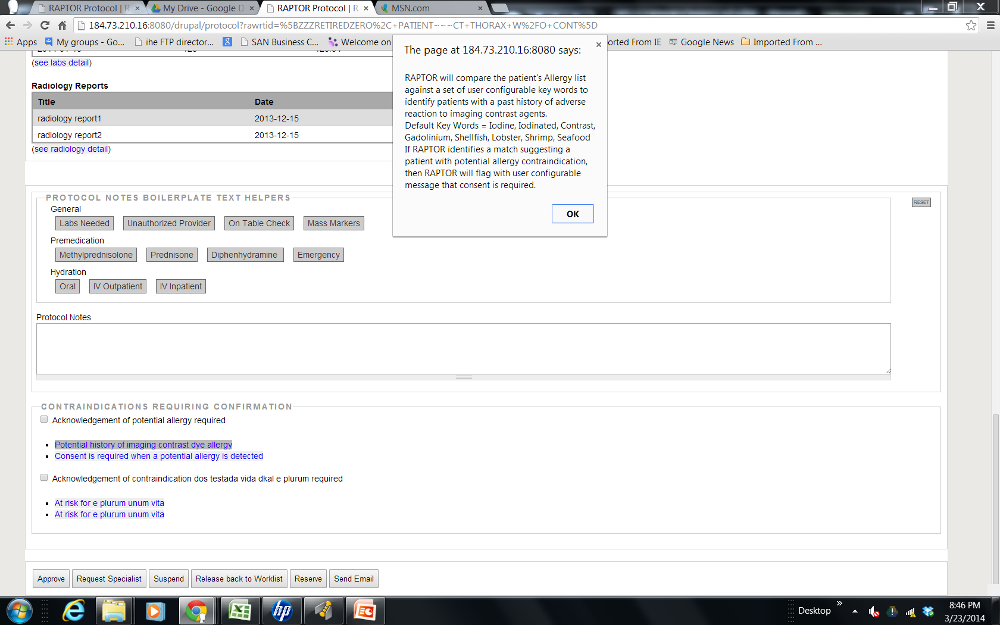 RAPTOR Protocol | R
My Drive - Google D
RAPTOR Protocol | R
MSN.com
184.73.210.16:8080/drupal/protocol?rawrtid=%5BZZZRETIREDZERO%2C+PATIENT~~~CT+THORAX+W%2FO+CONT%5D
Apps
My groups - Go...
ihe FTP director...
SAN Business C...
Welcome on
orted From IE
Google News
Imported From ...
(see labs detail)
Radiology Reports
Title Date
radiology report1 2013-12-15
radiology report2 2013-12-15
(see radiology detail)
The page at 184.73.210.16:8080 says:
RAPTOR will compare the patient's Allergy list
against a set of user configurable key words to
identify patients with a past history of adverse
reaction to imaging contrast agents.
Default Key Words = Iodine, Iodinated, Contrast,
Gadolinium, Shellfish, Lobster, Shrimp, Seafood
If RAPTOR identifies a match suggesting a
patient with potential allergy contraindication,
then RAPTOR will flag with user configurable
message that consent is required.
OK
PROTOCOL NOTES BOILERPLATE TEXT HELPERS
RESET
General
Labs Needed Unauthorized Provider On Table Check Mass Markers
Premedication
Methylprednisolone Prednisone Diphenhydramine Emergency
Hydration
Oral IV Outpatient IV Inpatient
Protocol Notes
CONTRAINDICATIONS REQUIRING CONFIRMATION
Acknowledgement of potential allergy required
Potential history of imaging contrast dye allergy
Consent is required when a potential allergy is detected
Acknowledgement of contraindication dos testada vida dkal e plurum required
At risk for e plurum unum vita
At risk for e plurum unum vita
Approve Request Specialist Suspend Release back to Worklist Reserve Send Email
Desktop
8:46 PM
3/23/2014